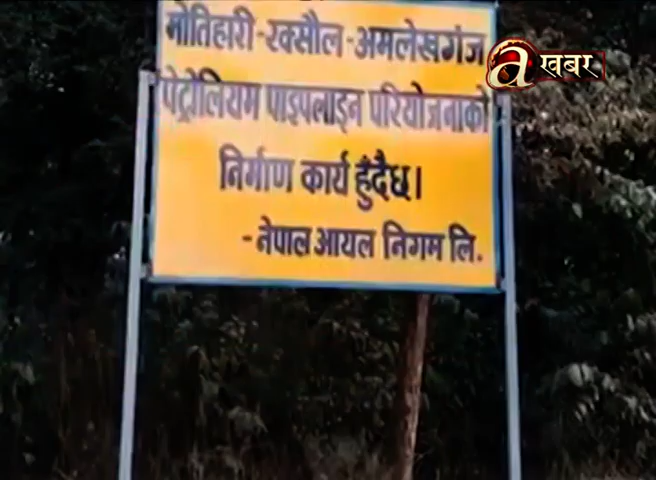 मोतिहारी-रक्सौल-अमलेखगंज
पेट्रोलियम पाइपलाइन परियोजनाको
निर्माण कार्य हुँदैछ।
-नेपाल आयल निगम लि.
a खबर